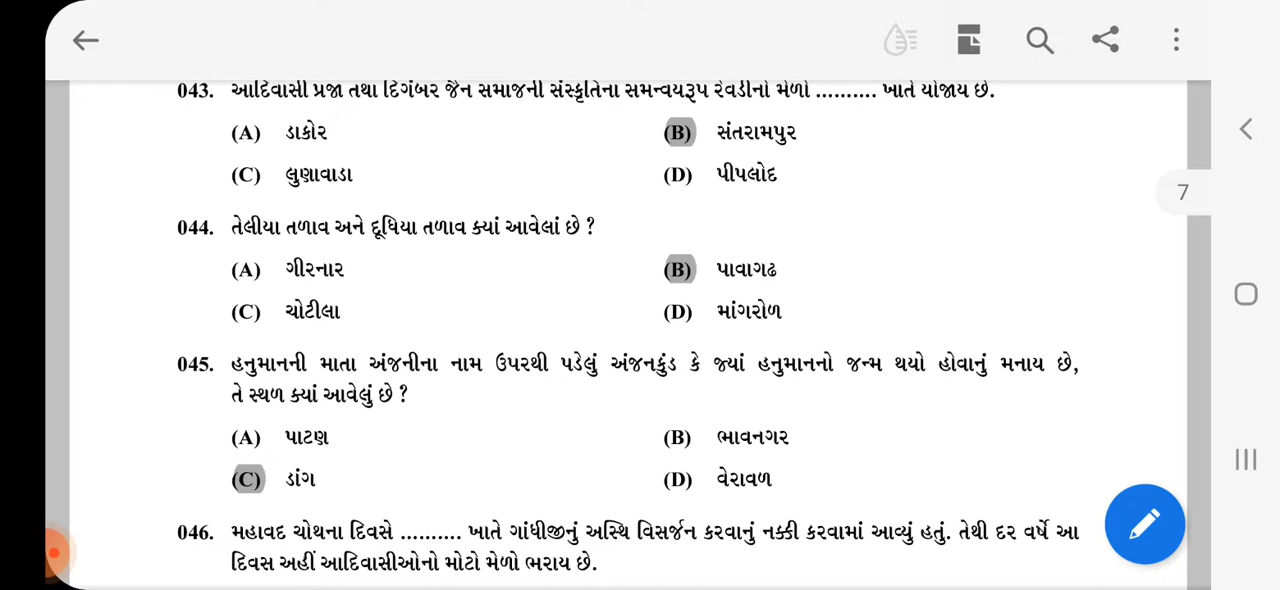 043. આદિવાસી પ્રજા તથા દિગંબર જૈન સમાજની સંસ્કૃતિના સમન્વયરૂપ રેવડીનો મેળો .......... ખાતે યોજાય છે.
(A) ડાકોર (B) સંતરામપુર
(C) લુણાવાડા (D) પીપલોદ
7
044. તેલીયા તળાવ અને દૂધિયા તળાવ ક્યાં આવેલાં છે ?
(A) ગીરનાર (B) પાવાગઢ
(C) ચોટીલા (D) માંગરોળ
045. હનુમાનની માતા અંજનીના નામ ઉપરથી પડેલું અંજનકુંડ કે જ્યાં હનુમાનનો જન્મ થયો હોવાનું મનાય છે,
તે સ્થળ ક્યાં આવેલું છે ?
(A) પાટણ (B) ભાવનગર
(C) ડાંગ (D) વેરાવળ
046. મહાવદ ચોથના દિવસે .......... ખાતે ગાંધીજીનું અસ્થિ વિસર્જન કરવાનું નક્કી કરવામાં આવ્યું હતું. તેથી દર વર્ષે આ
દિવસ અહીં આદિવાસીઓનો મોટો મેળો ભરાય છે.